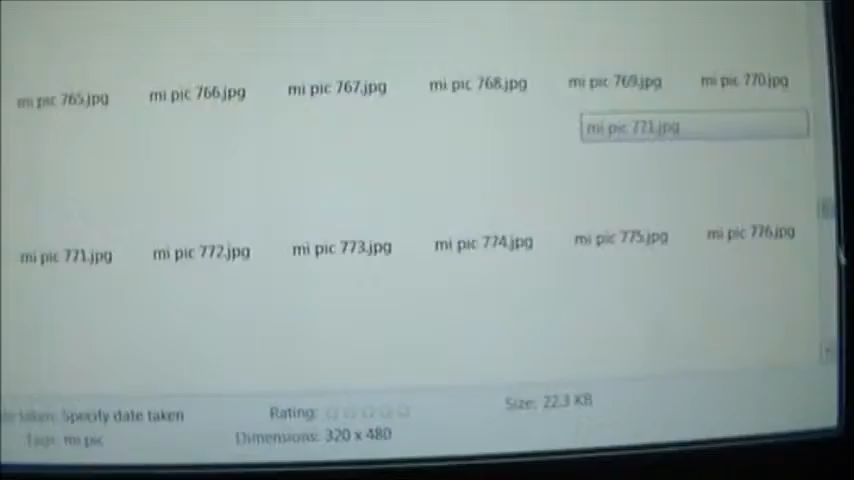 mi pic 765.jpg mi pic 766.jpg mi pic 767.jpg mi pic 768.jpg mi pic 769.jpg mi pic 770.jpg
mi pic 771.jpg
mi pic 771.jpg mi pic 772.jpg mi pic 773.jpg mi pic 774.jpg mi pic 775.jpg mi pic 776.jpg
taken: Specify date taken Rating: Size: 22.3 KB
Tags: mi pic Dimensions: 320 x 480